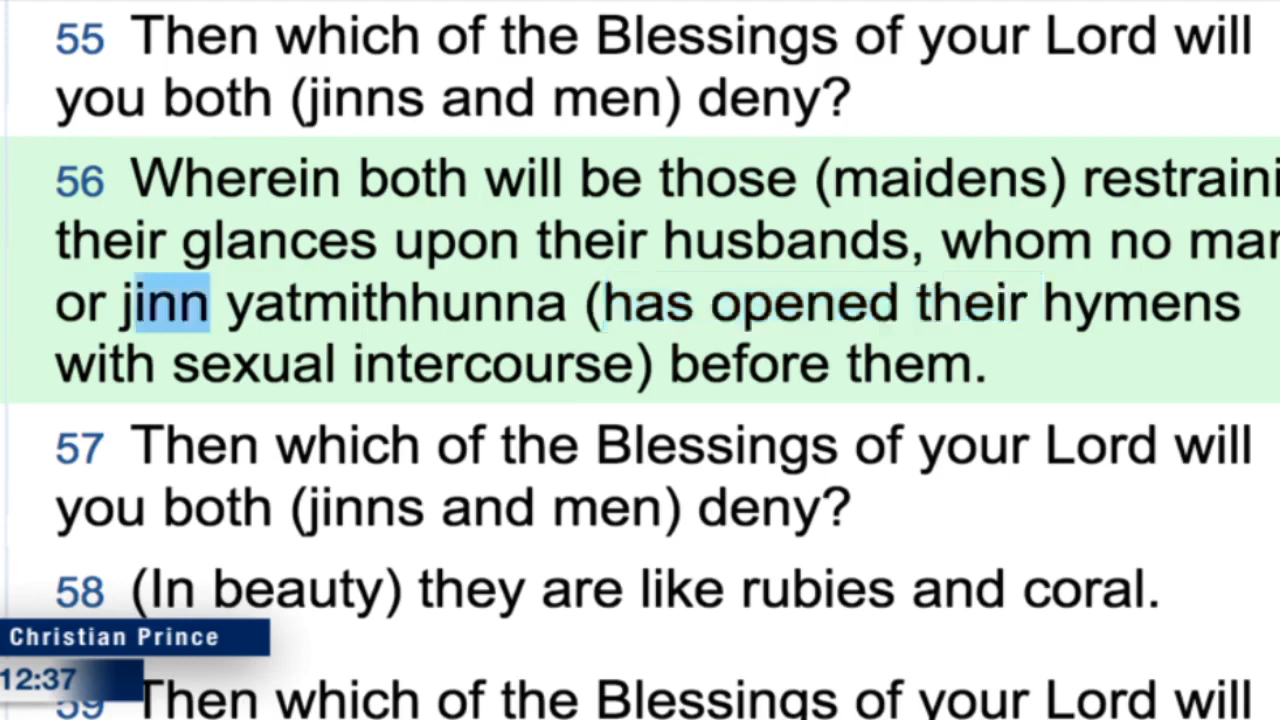 55 Then which of the Blessings of your Lord will
you both (jinns and men) deny?
56 Wherein both will be those (maidens) restraini
their glances upon their husbands, whom no mar
or jinn yatmithhunna (has opened their hymens
with sexual intercourse) before them.
57 Then which of the Blessings of your Lord will
you both (jinns and men) deny?
58 (In beauty) they are like rubies and coral.
Christian Prince
12:37
59 Then which of the Blessings of your Lord will